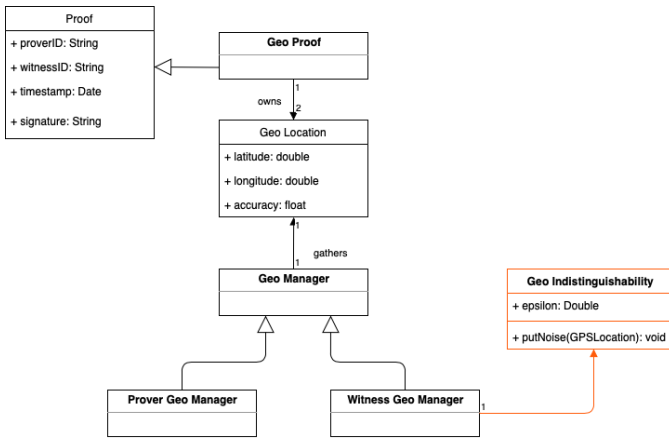 Proof
+ proverID: String
+ witnessID: String
+ timestamp: Date
+ signature: String
Geo Proof
1
owns
2
Geo Location
+ latitude: double
+ longitude: double
+ accuracy: float
1
gathers
1
Geo Manager
Geo Indistinguishability
+ epsilon: Double
+ putNoise(GPSLocation): void
Prover Geo Manager
Witness Geo Manager
1